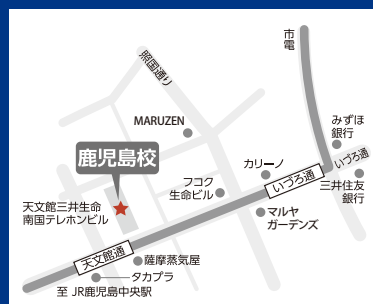 市電
照国通り
MARUZEN
みずほ
銀行
鹿児島校
いづろ通
カリーノ
フコク
生命ビル
いづろ通
三井住友
銀行
天文館三井生命
南国テレホンビル
マルヤ
ガーデンズ
天文館通
薩摩蒸気屋
タカプラ
至 JR鹿児島中央駅